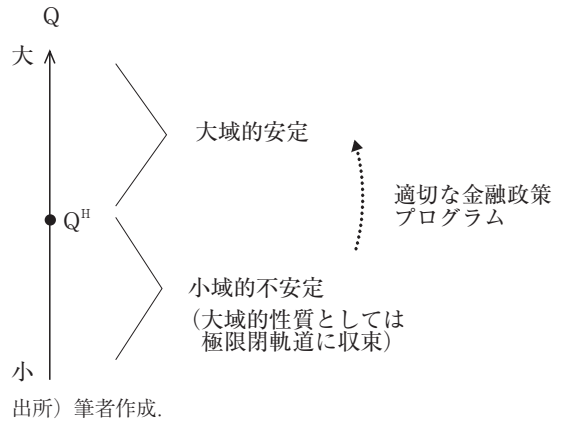 Q
大
大域的安定
適切な金融政策
プログラム
Qᴴ
小域的不安定
（大域的性質としては
極限閉軌道に収束）
小
出所）筆者作成.